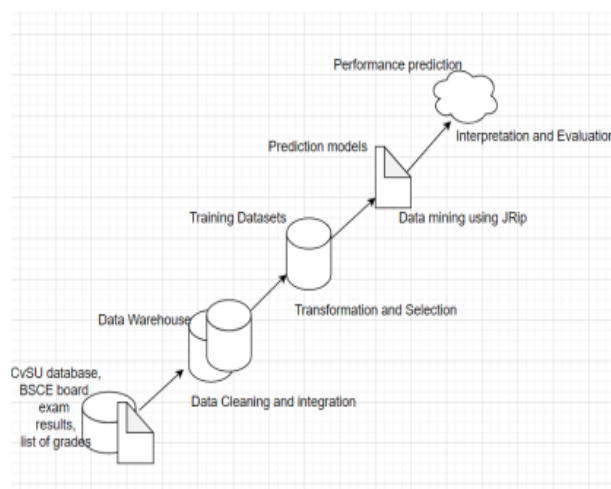 Performance prediction
Interpretation and Evaluation
Prediction models
Data mining using JRip
Training Datasets
Transformation and Selection
Data Warehouse
Data Cleaning and integration
CvSU database,
BSCE board
exam
results,
list of grades